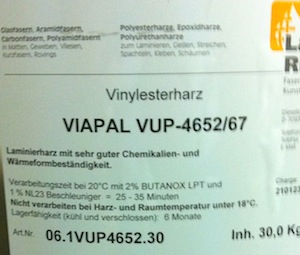 Glasfasern, Aramidfasern,
Carbonfasern, Polyamidfasern
in Matten, Geweben, Vliesen,
Kurzfasern, Rovings
Polyesterharze, Epoxidharze,
Polyurethanharze
zum Laminieren, Gießen, Streichen,
Spachteln, Kleben, Schäumen
Vinylesterharz
VIAPAL VUP-4652/67
Laminierharz mit sehr guter Chemikalien- und
Wärmeformbeständigkeit.
Verarbeitungszeit bei 20°C mit 2% BUTANOX LPT und
1 % NL23 Beschleuniger = 25 - 35 Minuten
Nicht verarbeiten bei Harz- und Raumtemperatur unter 18°C.
Lagerfähigkeit (kühl und verschlossen): 6 Monate
Charge
Art.Nr. 06.1VUP4652.30
Inh. 30,0 Kg